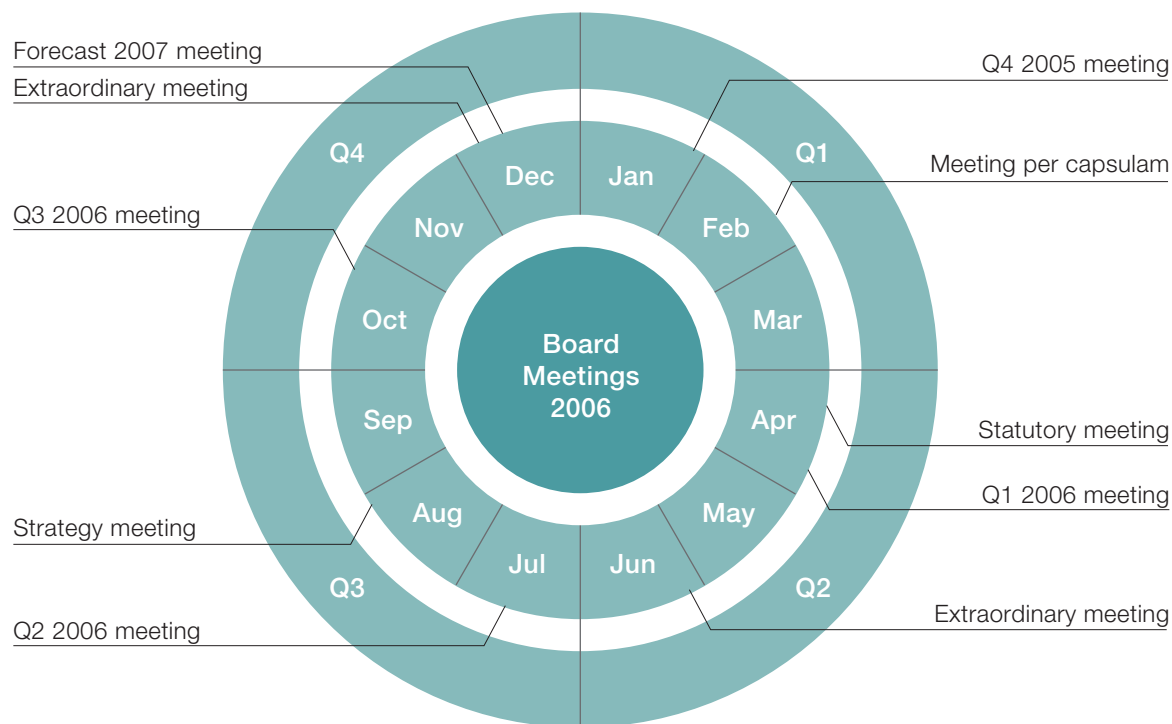 Forecast 2007 meeting
Extraordinary meeting
Q3 2006 meeting
Strategy meeting
Q2 2006 meeting
Q4 2005 meeting
Meeting per capsulam
Statutory meeting
Q1 2006 meeting
Extraordinary meeting
Q1
Q2
Q3
Q4
Jan
Feb
Mar
Apr
May
Jun
Jul
Aug
Sep
Oct
Nov
Dec
Board
Meetings
2006